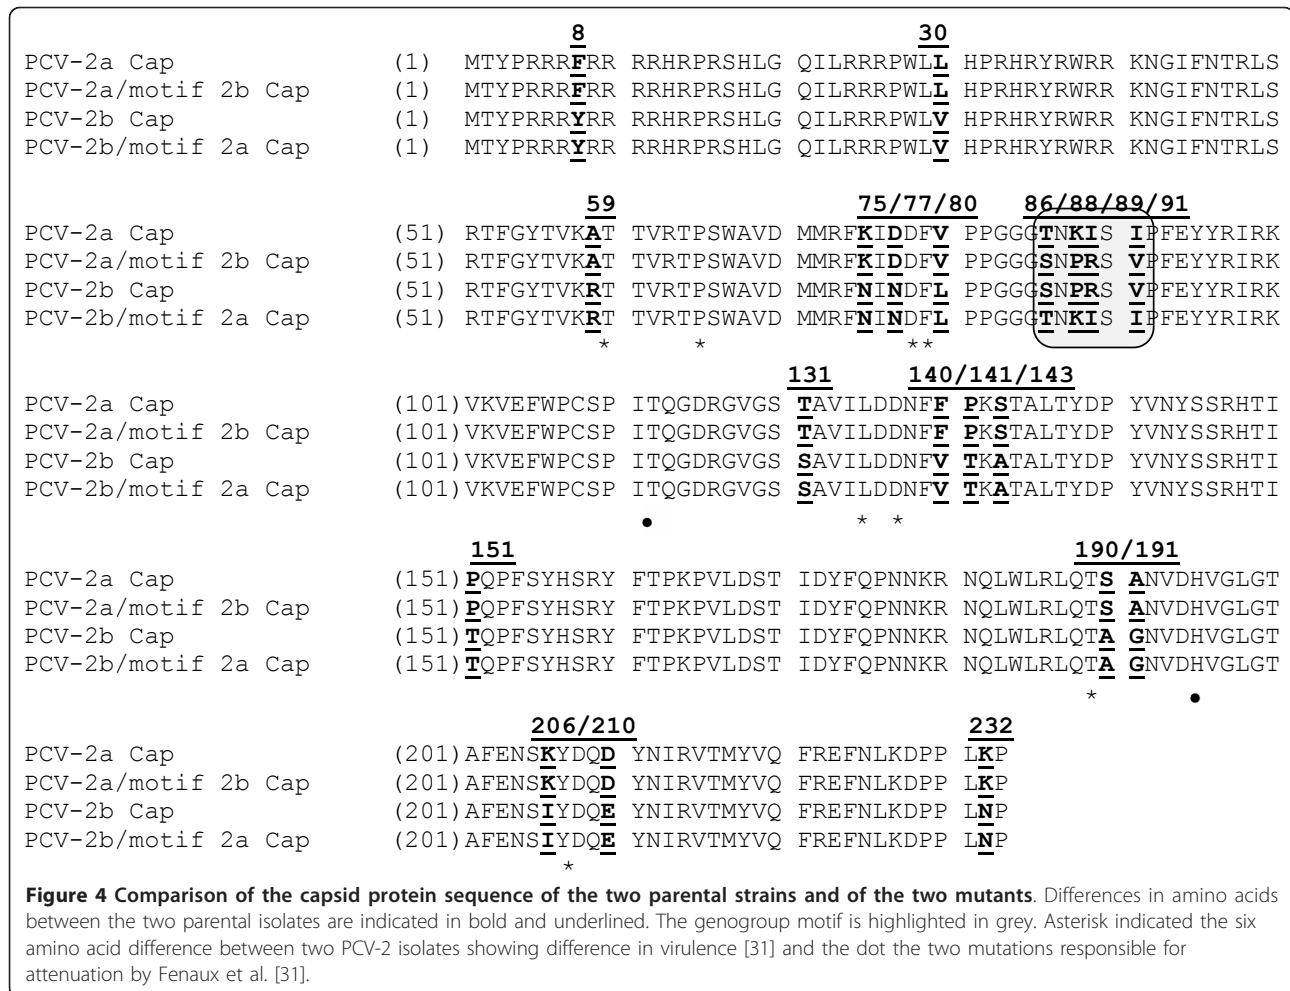 8 30
PCV-2a Cap (1) MTYPRRRFRR RRHRPRSHLG QILRRRPWLL HPRHRYRWRR KNGIFNTRLS
PCV-2a/motif 2b Cap (1) MTYPRRRFRR RRHRPRSHLG QILRRRPWLL HPRHRYRWRR KNGIFNTRLS
PCV-2b Cap (1) MTYPRRRYRR RRHRPRSHLG QILRRRPWLV HPRHRYRWRR KNGIFNTRLS
PCV-2b/motif 2a Cap (1) MTYPRRRYRR RRHRPRSHLG QILRRRPWLV HPRHRYRWRR KNGIFNTRLS
59 75/77/80 86/88/89/91
PCV-2a Cap (51) RTFGYTVKAT TVRTPSWAVD MMRFKIDDFV PPGGGTNKIS IPFEYYRIRK
PCV-2a/motif 2b Cap (51) RTFGYTVKAT TVRTPSWAVD MMRFKIDDFV PPGGGSNPRS VPFEYYRIRK
PCV-2b Cap (51) RTFGYTVKRT TVRTPSWAVD MMRFNINDFL PPGGGSNPRS VPFEYYRIRK
PCV-2b/motif 2a Cap (51) RTFGYTVKRT TVRTPSWAVD MMRFNINDFL PPGGGTNKIS IPFEYYRIRK
* * **
131 140/141/143
PCV-2a Cap (101)VKVEFWPCSP ITQGDRGVGS TAVILDDNFF PKSTALTYDP YVNYSSRHTI
PCV-2a/motif 2b Cap (101)VKVEFWPCSP ITQGDRGVGS TAVILDDNFF PKSTALTYDP YVNYSSRHTI
PCV-2b Cap (101)VKVEFWPCSP ITQGDRGVGS SAVILDDNFV TKATALTYDP YVNYSSRHTI
PCV-2b/motif 2a Cap (101)VKVEFWPCSP ITQGDRGVGS SAVILDDNFV TKATALTYDP YVNYSSRHTI
• * *
151 190/191
PCV-2a Cap (151)PQPFSYHSRY FTPKPVLDST IDYFQPNNKR NQLWLRLQTS ANVDHVGLGT
PCV-2a/motif 2b Cap (151)PQPFSYHSRY FTPKPVLDST IDYFQPNNKR NQLWLRLQTS ANVDHVGLGT
PCV-2b Cap (151)TQPFSYHSRY FTPKPVLDST IDYFQPNNKR NQLWLRLQTA GNVDHVGLGT
PCV-2b/motif 2a Cap (151)TQPFSYHSRY FTPKPVLDST IDYFQPNNKR NQLWLRLQTA GNVDHVGLGT
* •
206/210 232
PCV-2a Cap (201)AFENSKYDQD YNIRVTMYVQ FREFNLKDPP LKP
PCV-2a/motif 2b Cap (201)AFENSKYDQD YNIRVTMYVQ FREFNLKDPP LKP
PCV-2b Cap (201)AFENSIYDQE YNIRVTMYVQ FREFNLKDPP LNP
PCV-2b/motif 2a Cap (201)AFENSIYDQE YNIRVTMYVQ FREFNLKDPP LNP
*
Figure 4 Comparison of the capsid protein sequence of the two parental strains and of the two mutants. Differences in amino acids
between the two parental isolates are indicated in bold and underlined. The genogroup motif is highlighted in grey. Asterisk indicated the six
amino acid difference between two PCV-2 isolates showing difference in virulence [31] and the dot the two mutations responsible for
attenuation by Fenaux et al. [31].